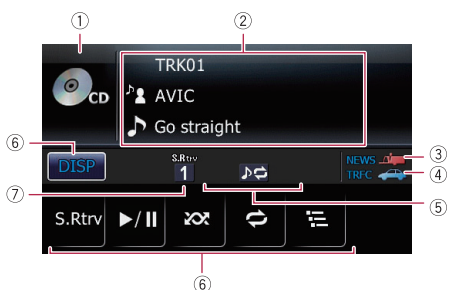 ① ②
TRK01
CD
AVIC
Go straight
⑥ DISP
S.Rtrv
1
NEWS ③
TRFC ④
⑦ ⑤
S.Rtrv ►/II
⑥